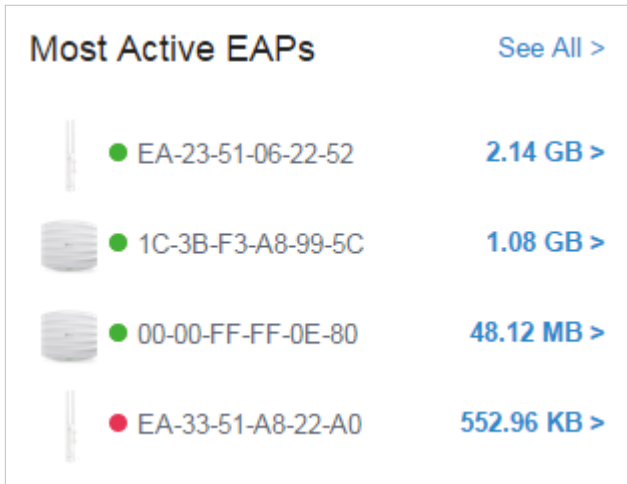 Most Active EAPs See All >
EA-23-51-06-22-52 2.14 GB >
1C-3B-F3-A8-99-5C 1.08 GB >
00-00-FF-FF-0E-80 48.12 MB >
EA-33-51-A8-22-A0 552.96 KB >